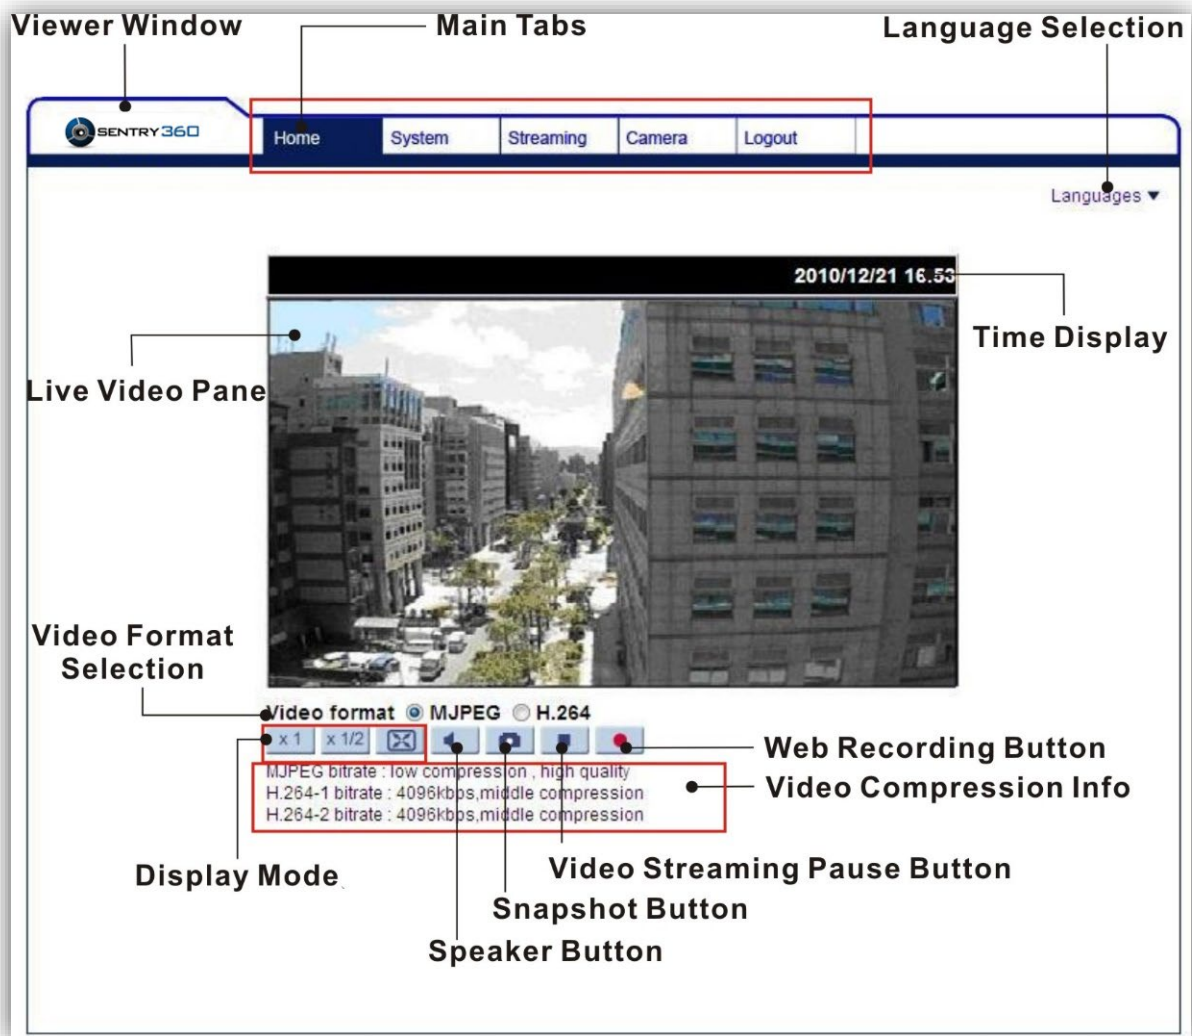 Viewer Window
Main Tabs
Language Selection
SENTRY 360
Home System Streaming Camera Logout
Languages
2010/12/21 16:53
Time Display
Live Video Pane
Video Format
Selection
Video format MJPEG H.264
x 1 x 1/2
Web Recording Button
MJPEG bitrate : low compression , high quality
Video Compression Info
H.264-1 bitrate : 4096kbps,middle compression
H.264-2 bitrate : 4096kbps,middle compression
Display Mode
Video Streaming Pause Button
Snapshot Button
Speaker Button